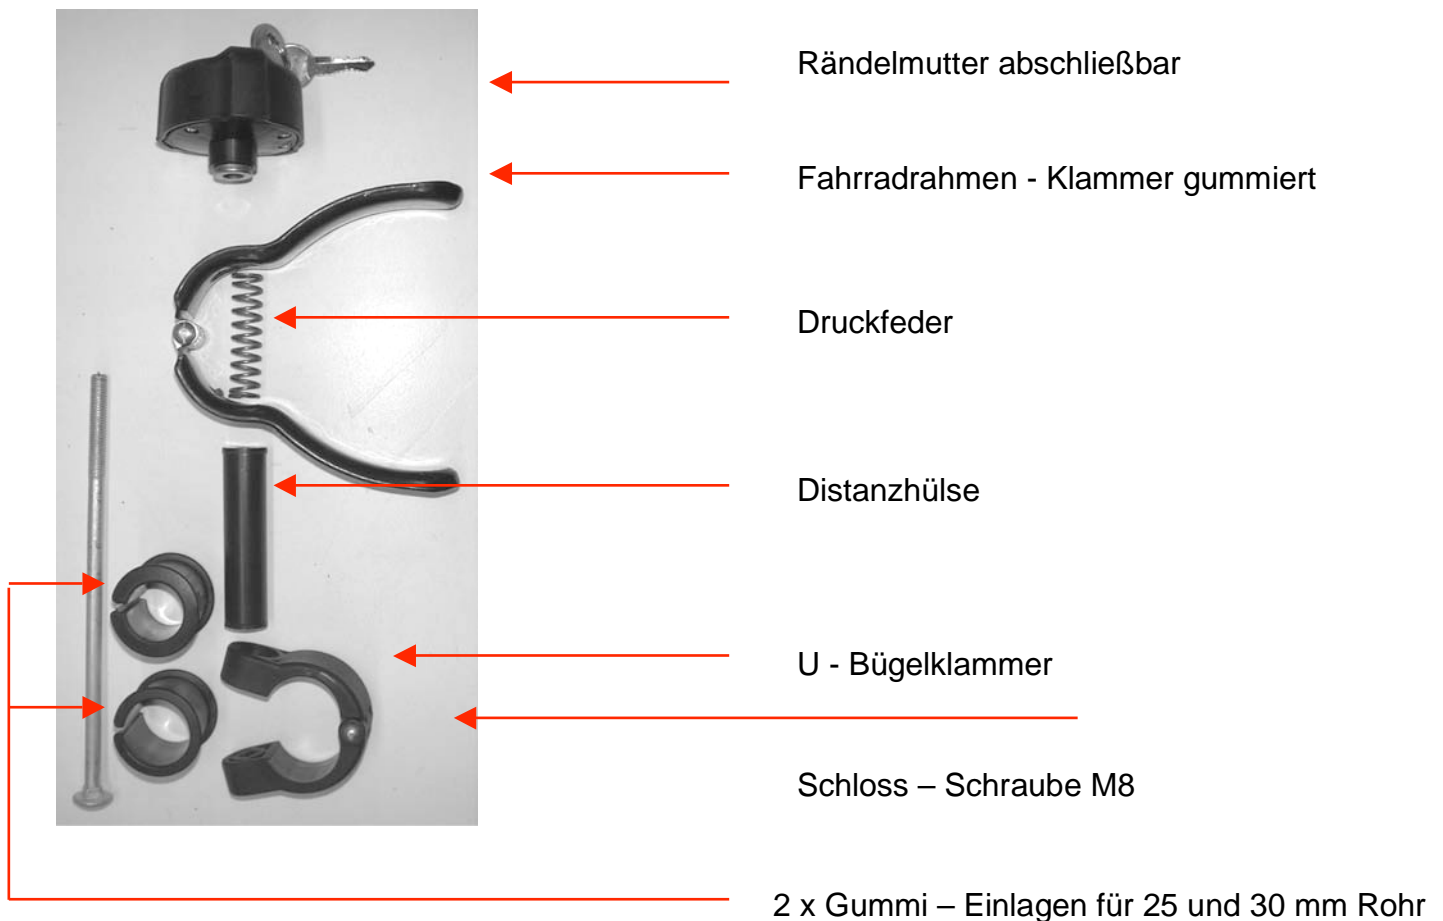 Rändelmutter abschließbar
Fahrradrahmen - Klammer gummiert
Druckfeder
Distanzhülse
U - Bügelklammer
Schloss – Schraube M8
2 x Gummi – Einlagen für 25 und 30 mm Rohr